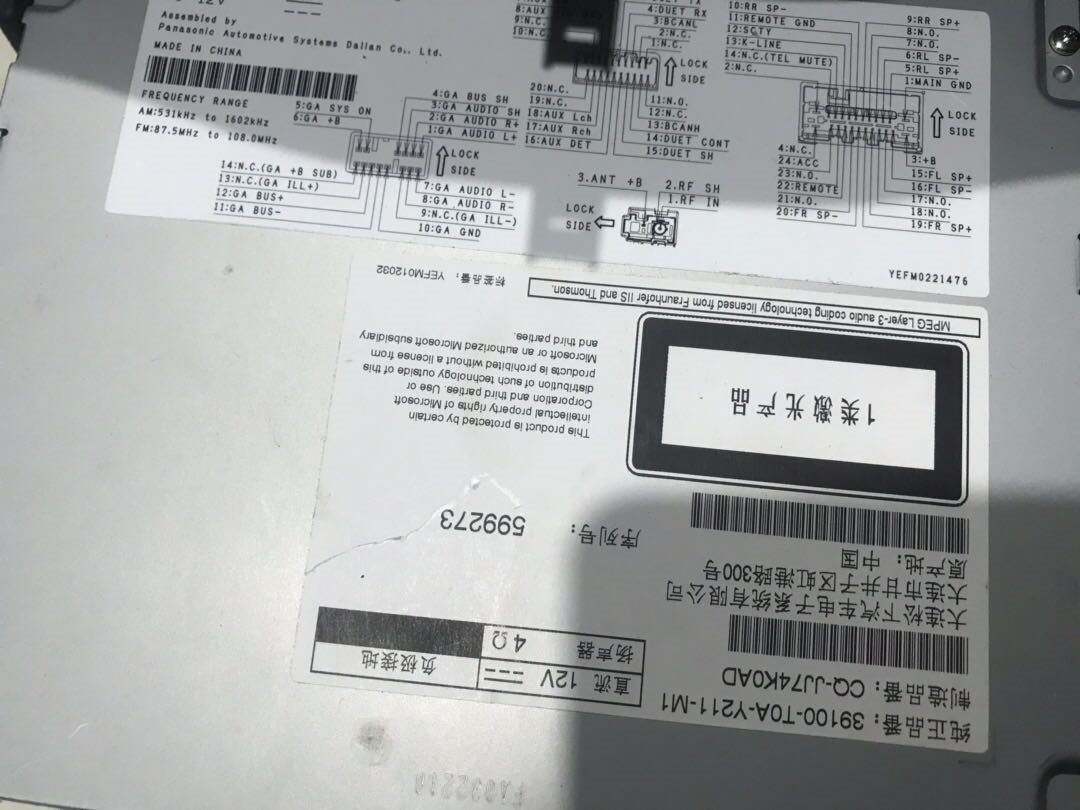 12V
Assembled by
Panasonic Automotive Systems Dalian Co., Ltd.
MADE IN CHINA
FREQUENCY RANGE
AM:531kHz to 1602kHz
FM:87.5MHz to 108.0MHz
5:GA SYS ON
6:GA +B
4:GA BUS SH
3:GA AUDIO SH
2:GA AUDIO R+
1:GA AUDIO L+
LOCK
SIDE
14:N.C.(GA +B SUB)
13:N.C.(GA ILL+)
12:GA BUS+
11:GA BUS-
7:GA AUDIO L-
8:GA AUDIO R-
9:N.C.(GA ILL-)
10:GA GND
8:AUX
9:N.C.
10:N.C.
4:DUET RX
3:BCANL
2:N.C.
1:N.C.
LOCK
SIDE
20:N.C.
19:N.C.
18:AUX Lch
17:AUX Rch
16:AUX DET
11:N.O.
12:N.C.
13:BCANH
14:DUET CONT
15:DUET SH
3.ANT +B
2.RF SH
1.RF IN
LOCK
SIDE
10:RR SP-
11:REMOTE GND
12:SCTY
13:K-LINE
14:N.C.(TEL MUTE)
2:N.C.
9:RR SP+
8:N.O.
7:N.O.
6:RL SP-
5:RL SP+
1:MAIN GND
LOCK
SIDE
4:N.C.
24:ACC
23:N.O.
22:REMOTE
21:N.O.
20:FR SP-
3:+B
15:FL SP+
16:FL SP-
17:N.O.
18:N.O.
19:FR SP+
YEFM0221476
纯正品番：39100-T0A-Y211-M1
制造品番：CQ-JJ74K0AD
直流 12V
负极接地
扬声器 4Ω
大连松下汽车电子系统有限公司
大连市甘井子区虹港路300号
原产地：中国
序列号： 599273
1类激光产品
This product is protected by certain
intellectual property rights of Microsoft
Corporation and third parties. Use or
distribution of such technology outside of this
products is prohibited without a license from
Microsoft or an authorized Microsoft subsidiary
and third parties.
MPEG Layer-3 audio coding technology licensed from Fraunhofer IIS and Thomson.
标签品番：YEFM012032